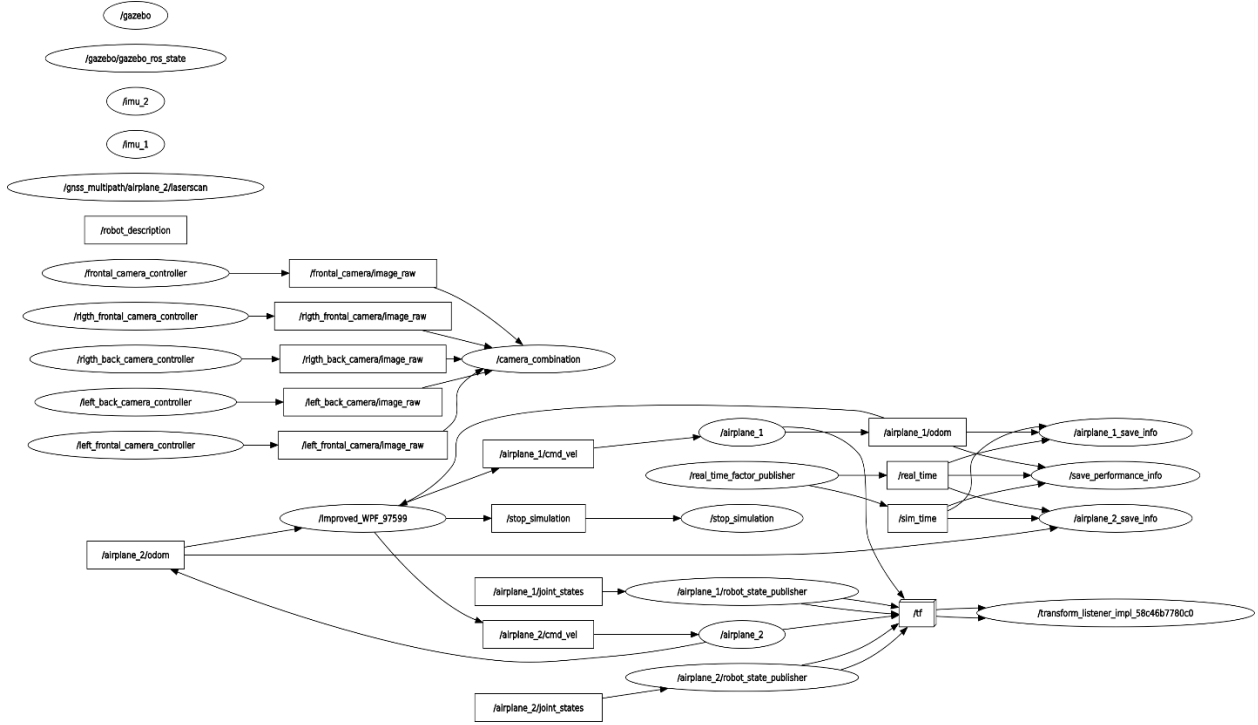 /gazebo
/gazebo/gazebo_ros_state
/imu_2
/imu_1
/gnss_multipath/airplane_2/laserscan
/robot_description
/frontal_camera_controller
/frontal_camera/image_raw
/rigth_frontal_camera_controller
/rigth_frontal_camera/image_raw
/rigth_back_camera_controller
/rigth_back_camera/image_raw
/camera_combination
/left_back_camera_controller
/left_back_camera/image_raw
/left_frontal_camera_controller
/left_frontal_camera/image_raw
/airplane_1/cmd_vel
/airplane_1
/airplane_1/odom
/airplane_1_save_info
/real_time_factor_publisher
/real_time
/save_performance_info
/Improved_WPF_97599
/stop_simulation
/stop_simulation
/sim_time
/airplane_2_save_info
/airplane_2/odom
/airplane_1/joint_states
/airplane_1/robot_state_publisher
/tf
/transform_listener_impl_58c46b7780c0
/airplane_2/cmd_vel
/airplane_2
/airplane_2/robot_state_publisher
/airplane_2/joint_states